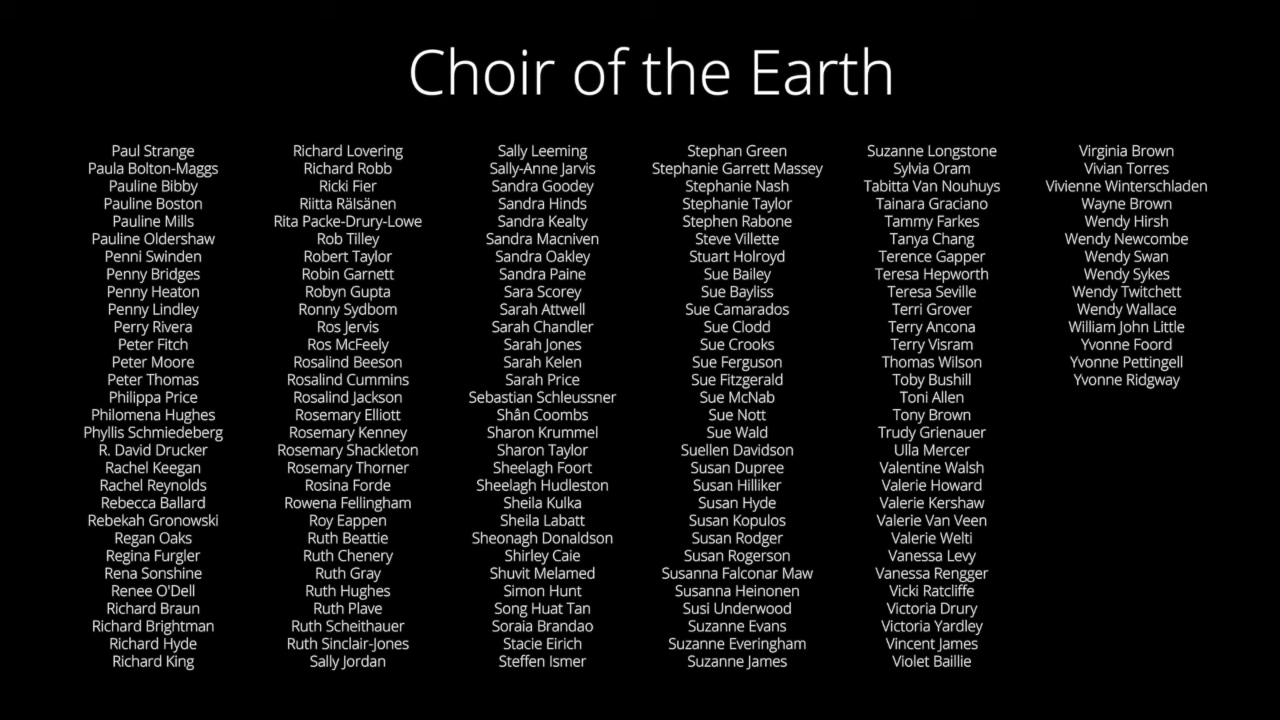 Choir of the Earth
Paul Strange
Paula Bolton-Maggs
Pauline Bibby
Pauline Boston
Pauline Mills
Pauline Oldershaw
Penni Swinden
Penny Bridges
Penny Heaton
Penny Lindley
Perry Rivera
Peter Fitch
Peter Moore
Peter Thomas
Philippa Price
Philomena Hughes
Phyllis Schmiedeberg
R. David Drucker
Rachel Keegan
Rachel Reynolds
Rebecca Ballard
Rebekah Gronowski
Regan Oaks
Regina Furgler
Rena Sonshine
Renee O'Dell
Richard Braun
Richard Brightman
Richard Hyde
Richard King
Richard Lovering
Richard Robb
Ricki Fier
Riitta Rälsänen
Rita Packe-Drury-Lowe
Rob Tilley
Robert Taylor
Robin Garnett
Robyn Gupta
Ronny Sydbom
Ros Jervis
Ros McFeely
Rosalind Beeson
Rosalind Cummins
Rosalind Jackson
Rosemary Elliott
Rosemary Kenney
Rosemary Shackleton
Rosemary Thorner
Rosina Forde
Rowena Fellingham
Roy Eappen
Ruth Beattie
Ruth Chenery
Ruth Gray
Ruth Hughes
Ruth Plave
Ruth Scheithauer
Ruth Sinclair-Jones
Sally Jordan
Sally Leeming
Sally-Anne Jarvis
Sandra Goodey
Sandra Hinds
Sandra Kealty
Sandra Macniven
Sandra Oakley
Sandra Paine
Sara Scorey
Sarah Attwell
Sarah Chandler
Sarah Jones
Sarah Kelen
Sarah Price
Sebastian Schleussner
Shân Coombs
Sharon Krummel
Sharon Taylor
Sheelagh Foort
Sheelagh Hudleston
Sheila Kulka
Sheila Labatt
Sheonagh Donaldson
Shirley Caie
Shuvit Melamed
Simon Hunt
Song Huat Tan
Soraia Brandao
Stacie Eirich
Steffen Ismer
Stephan Green
Stephanie Garrett Massey
Stephanie Nash
Stephanie Taylor
Stephen Rabone
Steve Villette
Stuart Holroyd
Sue Bailey
Sue Bayliss
Sue Camarados
Sue Clodd
Sue Crooks
Sue Ferguson
Sue Fitzgerald
Sue McNab
Sue Nott
Sue Wald
Suellen Davidson
Susan Dupree
Susan Hilliker
Susan Hyde
Susan Kopulos
Susan Rodger
Susan Rogerson
Susanna Falconar Maw
Susanna Heinonen
Susi Underwood
Suzanne Evans
Suzanne Everingham
Suzanne James
Suzanne Longstone
Sylvia Oram
Tabitta Van Nouhuys
Tainara Graciano
Tammy Farkes
Tanya Chang
Terence Gapper
Teresa Hepworth
Teresa Seville
Terri Grover
Terry Ancona
Terry Visram
Thomas Wilson
Toby Bushill
Toni Allen
Tony Brown
Trudy Grienauer
Ulla Mercer
Valentine Walsh
Valerie Howard
Valerie Kershaw
Valerie Van Veen
Valerie Welti
Vanessa Levy
Vanessa Rengger
Vicki Ratcliffe
Victoria Drury
Victoria Yardley
Vincent James
Violet Baillie
Virginia Brown
Vivian Torres
Vivienne Winterschladen
Wayne Brown
Wendy Hirsh
Wendy Newcombe
Wendy Swan
Wendy Sykes
Wendy Twitchett
Wendy Wallace
William John Little
Yvonne Foord
Yvonne Pettingell
Yvonne Ridgway